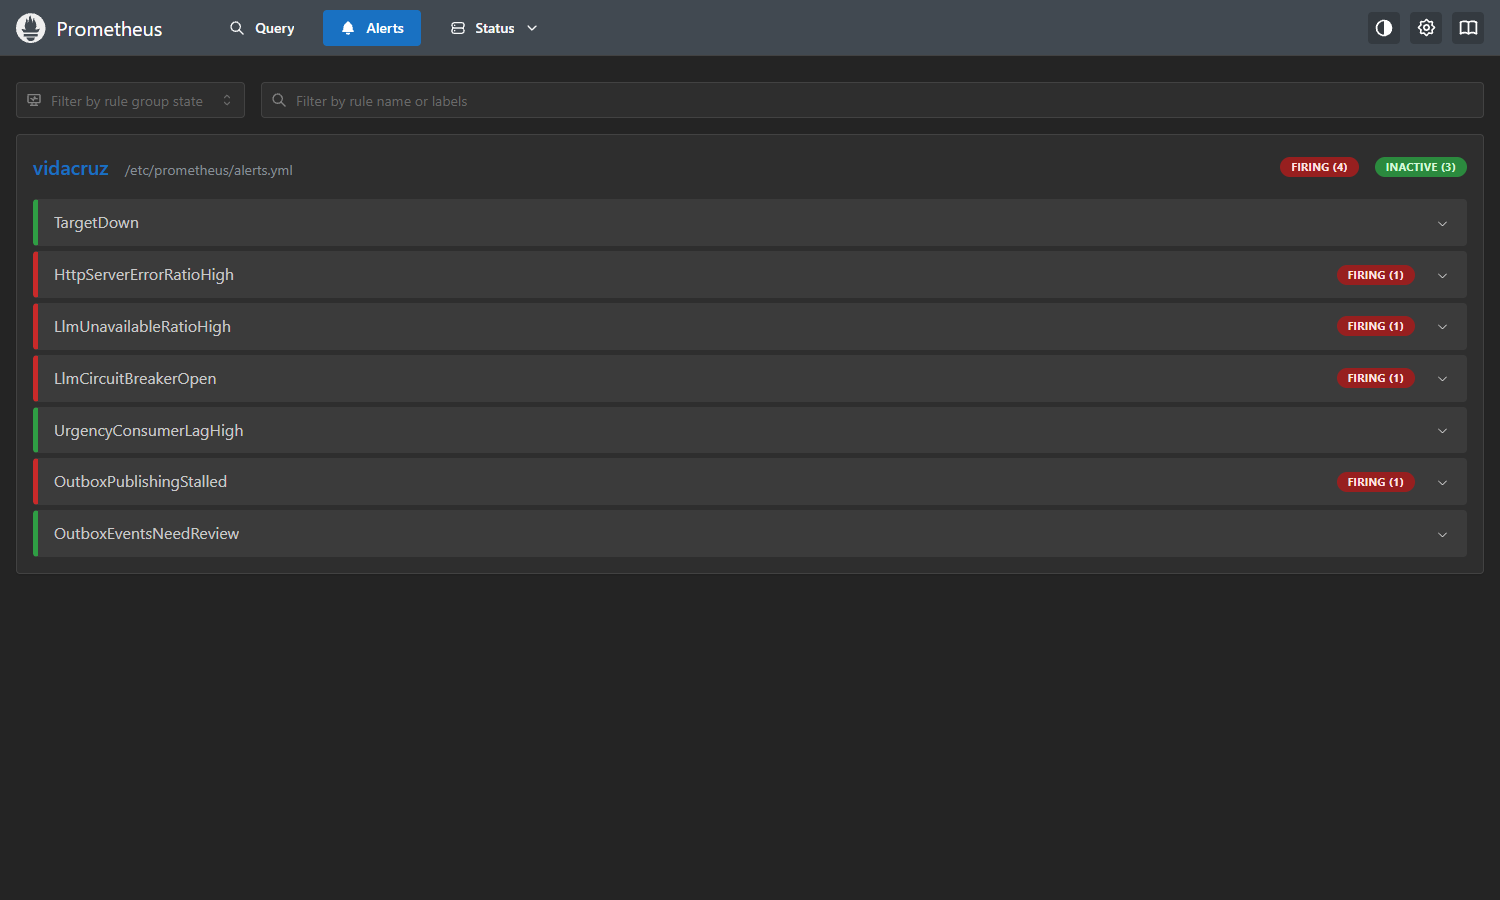 Prometheus Query Alerts Status
Filter by rule group state Filter by rule name or labels
vidacruz /etc/prometheus/alerts.yml FIRING (4) INACTIVE (3)
TargetDown
HttpServerErrorRatioHigh FIRING (1)
LlmUnavailableRatioHigh FIRING (1)
LlmCircuitBreakerOpen FIRING (1)
UrgencyConsumerLagHigh
OutboxPublishingStalled FIRING (1)
OutboxEventsNeedReview